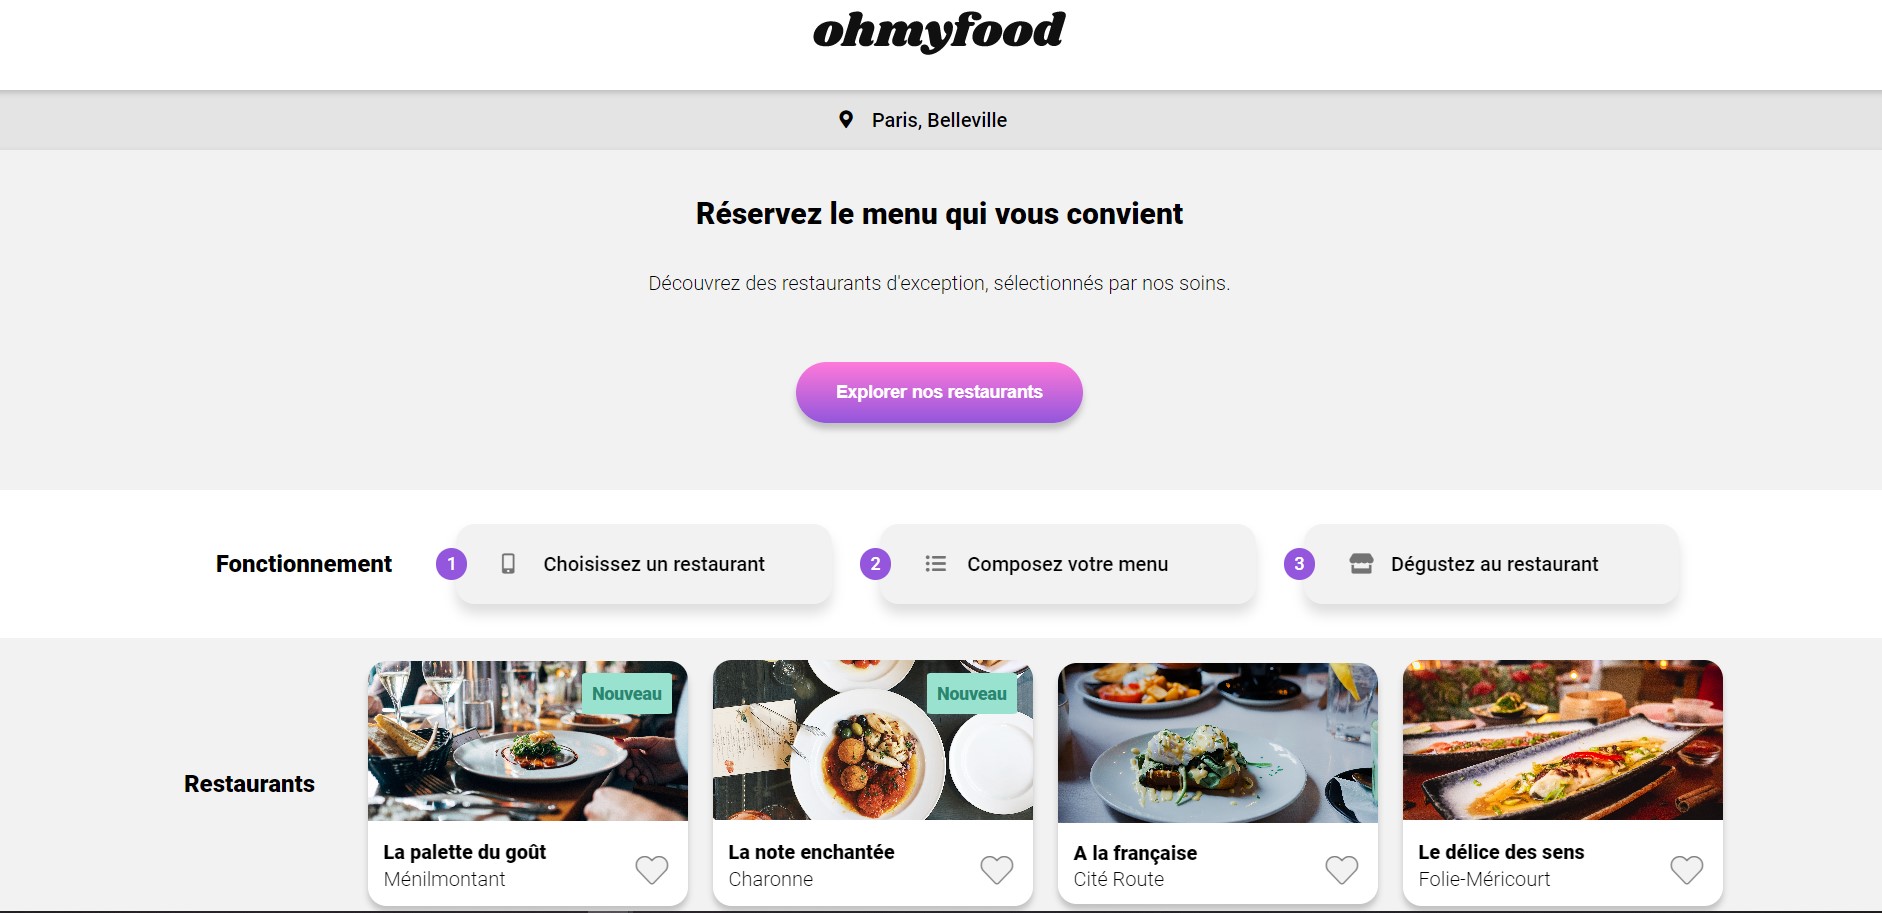 ohmyfood
Paris, Belleville
Réservez le menu qui vous convient
Découvrez des restaurants d'exception, sélectionnés par nos soins.
Explorer nos restaurants
Fonctionnement
1 Choisissez un restaurant
2 Composez votre menu
3 Dégustez au restaurant
Restaurants
Nouveau
La palette du goût
Ménilmontant
Nouveau
La note enchantée
Charonne
A la française
Cité Route
Le délice des sens
Folie-Méricourt